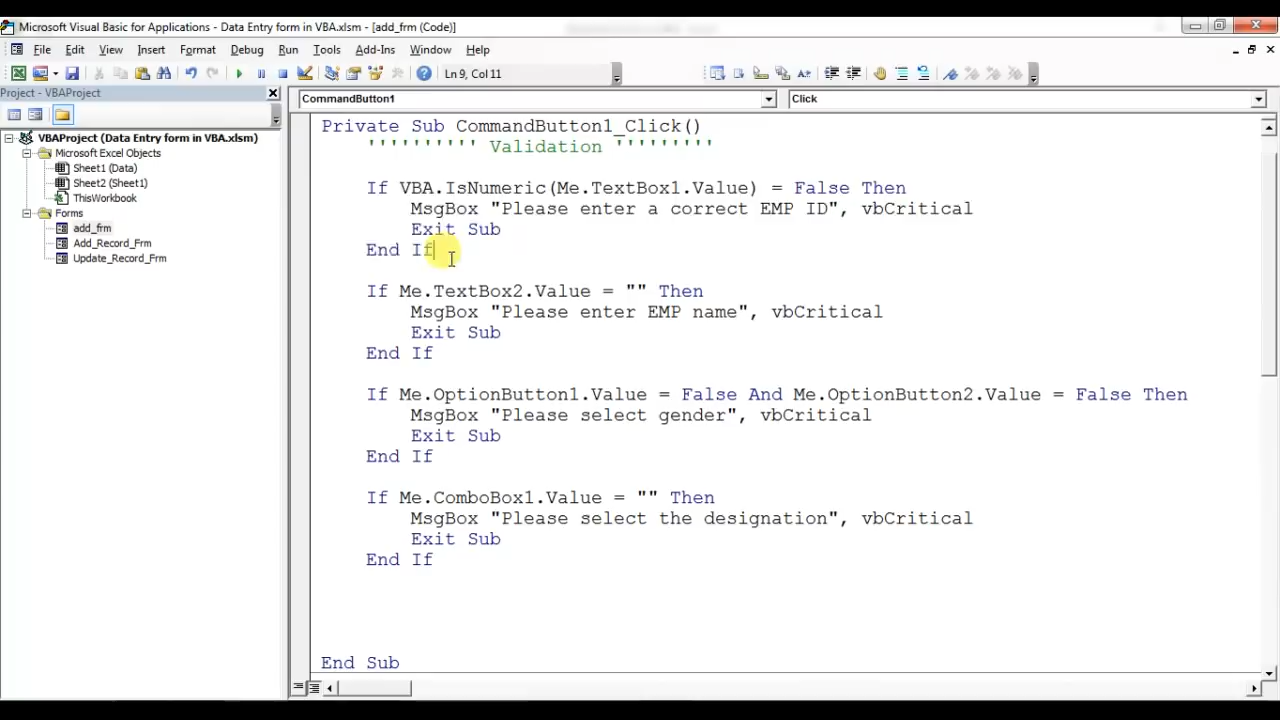 Microsoft Visual Basic for Applications - Data Entry form in VBA.xlsm - [add_frm (Code)]
File Edit View Insert Format Debug Run Tools Add-Ins Window Help
Ln 9, Col 11
Project - VBAProject
CommandButton1 Click
VBAProject (Data Entry form in VBA.xlsm)
Microsoft Excel Objects
Sheet1 (Data)
Sheet2 (Sheet1)
ThisWorkbook
Forms
add_frm
Add_Record_Frm
Update_Record_Frm
Private Sub CommandButton1_Click()
'''''''''' Validation '''''''''
If VBA.IsNumeric(Me.TextBox1.Value) = False Then
MsgBox "Please enter a correct EMP ID", vbCritical
Exit Sub
End If
If Me.TextBox2.Value = "" Then
MsgBox "Please enter EMP name", vbCritical
Exit Sub
End If
If Me.OptionButton1.Value = False And Me.OptionButton2.Value = False Then
MsgBox "Please select gender", vbCritical
Exit Sub
End If
If Me.ComboBox1.Value = "" Then
MsgBox "Please select the designation", vbCritical
Exit Sub
End If
End Sub